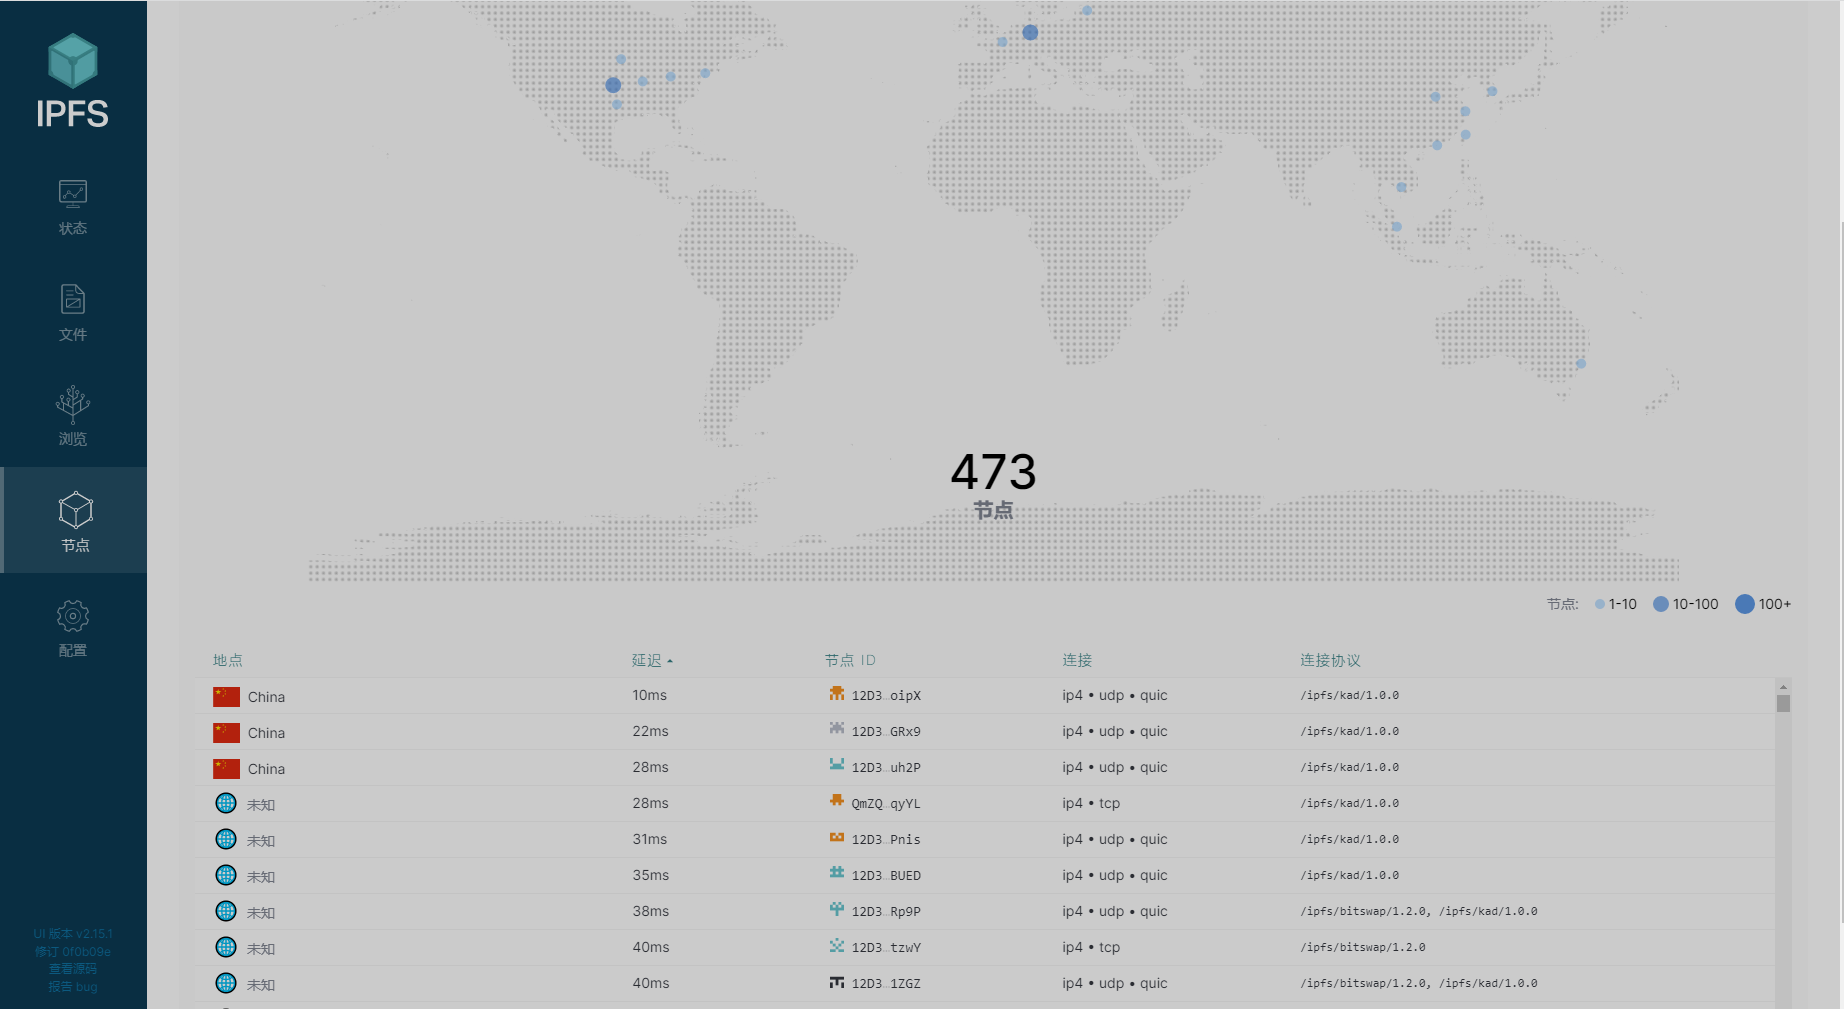 IPFS
状态
文件
浏览
节点
配置
UI 版本 v2.15.1
修订 0f0b09e
查看源码
报告 bug
473
节点
节点: 1-10 10-100 100+
地点 延迟 节点 ID 连接 连接协议
China 10ms 12D3…oipX ip4 • udp • quic /ipfs/kad/1.0.0
China 22ms 12D3…GRx9 ip4 • udp • quic /ipfs/kad/1.0.0
China 28ms 12D3…uh2P ip4 • udp • quic /ipfs/kad/1.0.0
未知 28ms QmZQ…qyYL ip4 • tcp /ipfs/kad/1.0.0
未知 31ms 12D3…Pnis ip4 • udp • quic /ipfs/kad/1.0.0
未知 35ms 12D3…BUED ip4 • udp • quic /ipfs/kad/1.0.0
未知 38ms 12D3…Rp9P ip4 • udp • quic /ipfs/bitswap/1.2.0, /ipfs/kad/1.0.0
未知 40ms 12D3…tzwY ip4 • tcp /ipfs/bitswap/1.2.0
未知 40ms 12D3…1ZGZ ip4 • udp • quic /ipfs/bitswap/1.2.0, /ipfs/kad/1.0.0